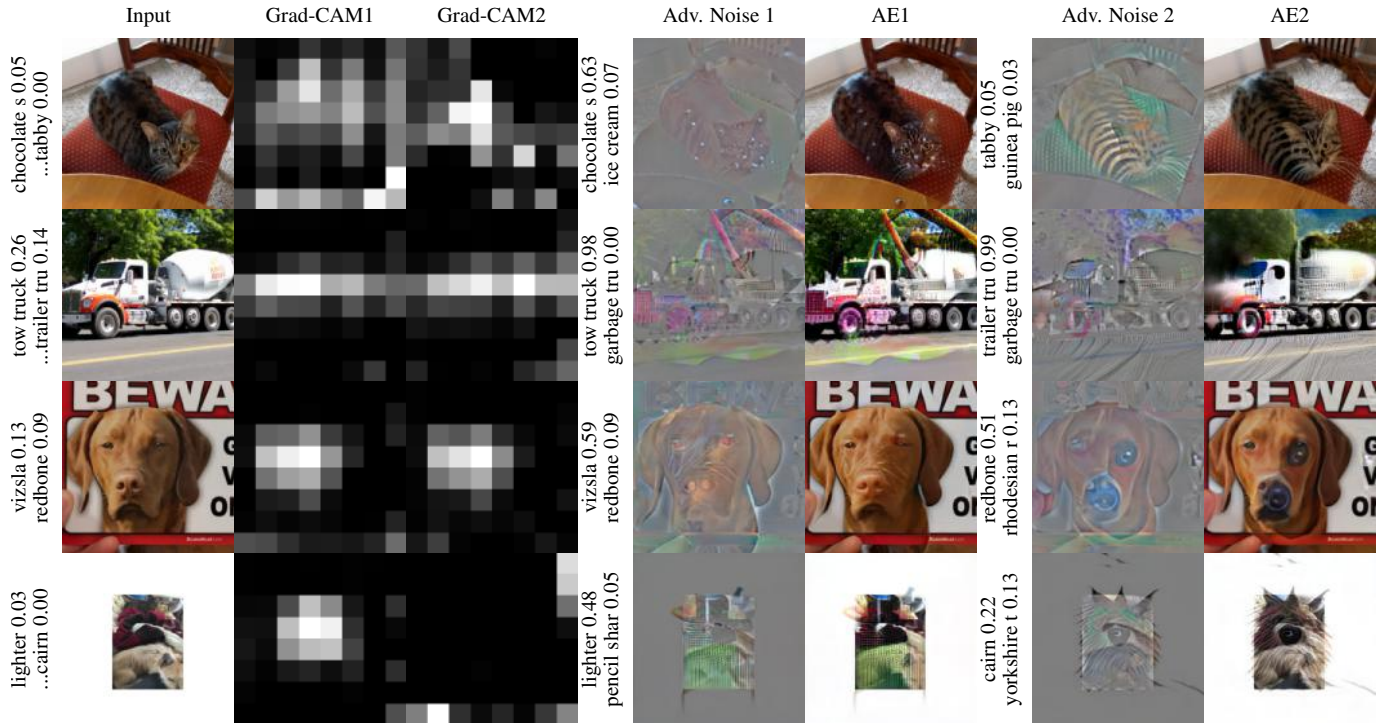 Input Grad-CAM1 Grad-CAM2 Adv. Noise 1 AE1 Adv. Noise 2 AE2
chocolate s 0.05
...tabby 0.00
chocolate s 0.63
ice cream 0.07
tabby 0.05
guinea pig 0.03
tow truck 0.26
...trailer tru 0.14
tow truck 0.98
garbage tru 0.00
trailer tru 0.99
garbage tru 0.00
vizsla 0.13
redbone 0.09
BEWA
G
V
ON
vizsla 0.59
redbone 0.09
BEWA
G
V
ON
redbone 0.51
rhodesian r 0.13
BEWA
G
V
ON
lighter 0.03
...cairn 0.00
lighter 0.48
pencil shar 0.05
cairn 0.22
yorkshire t 0.13